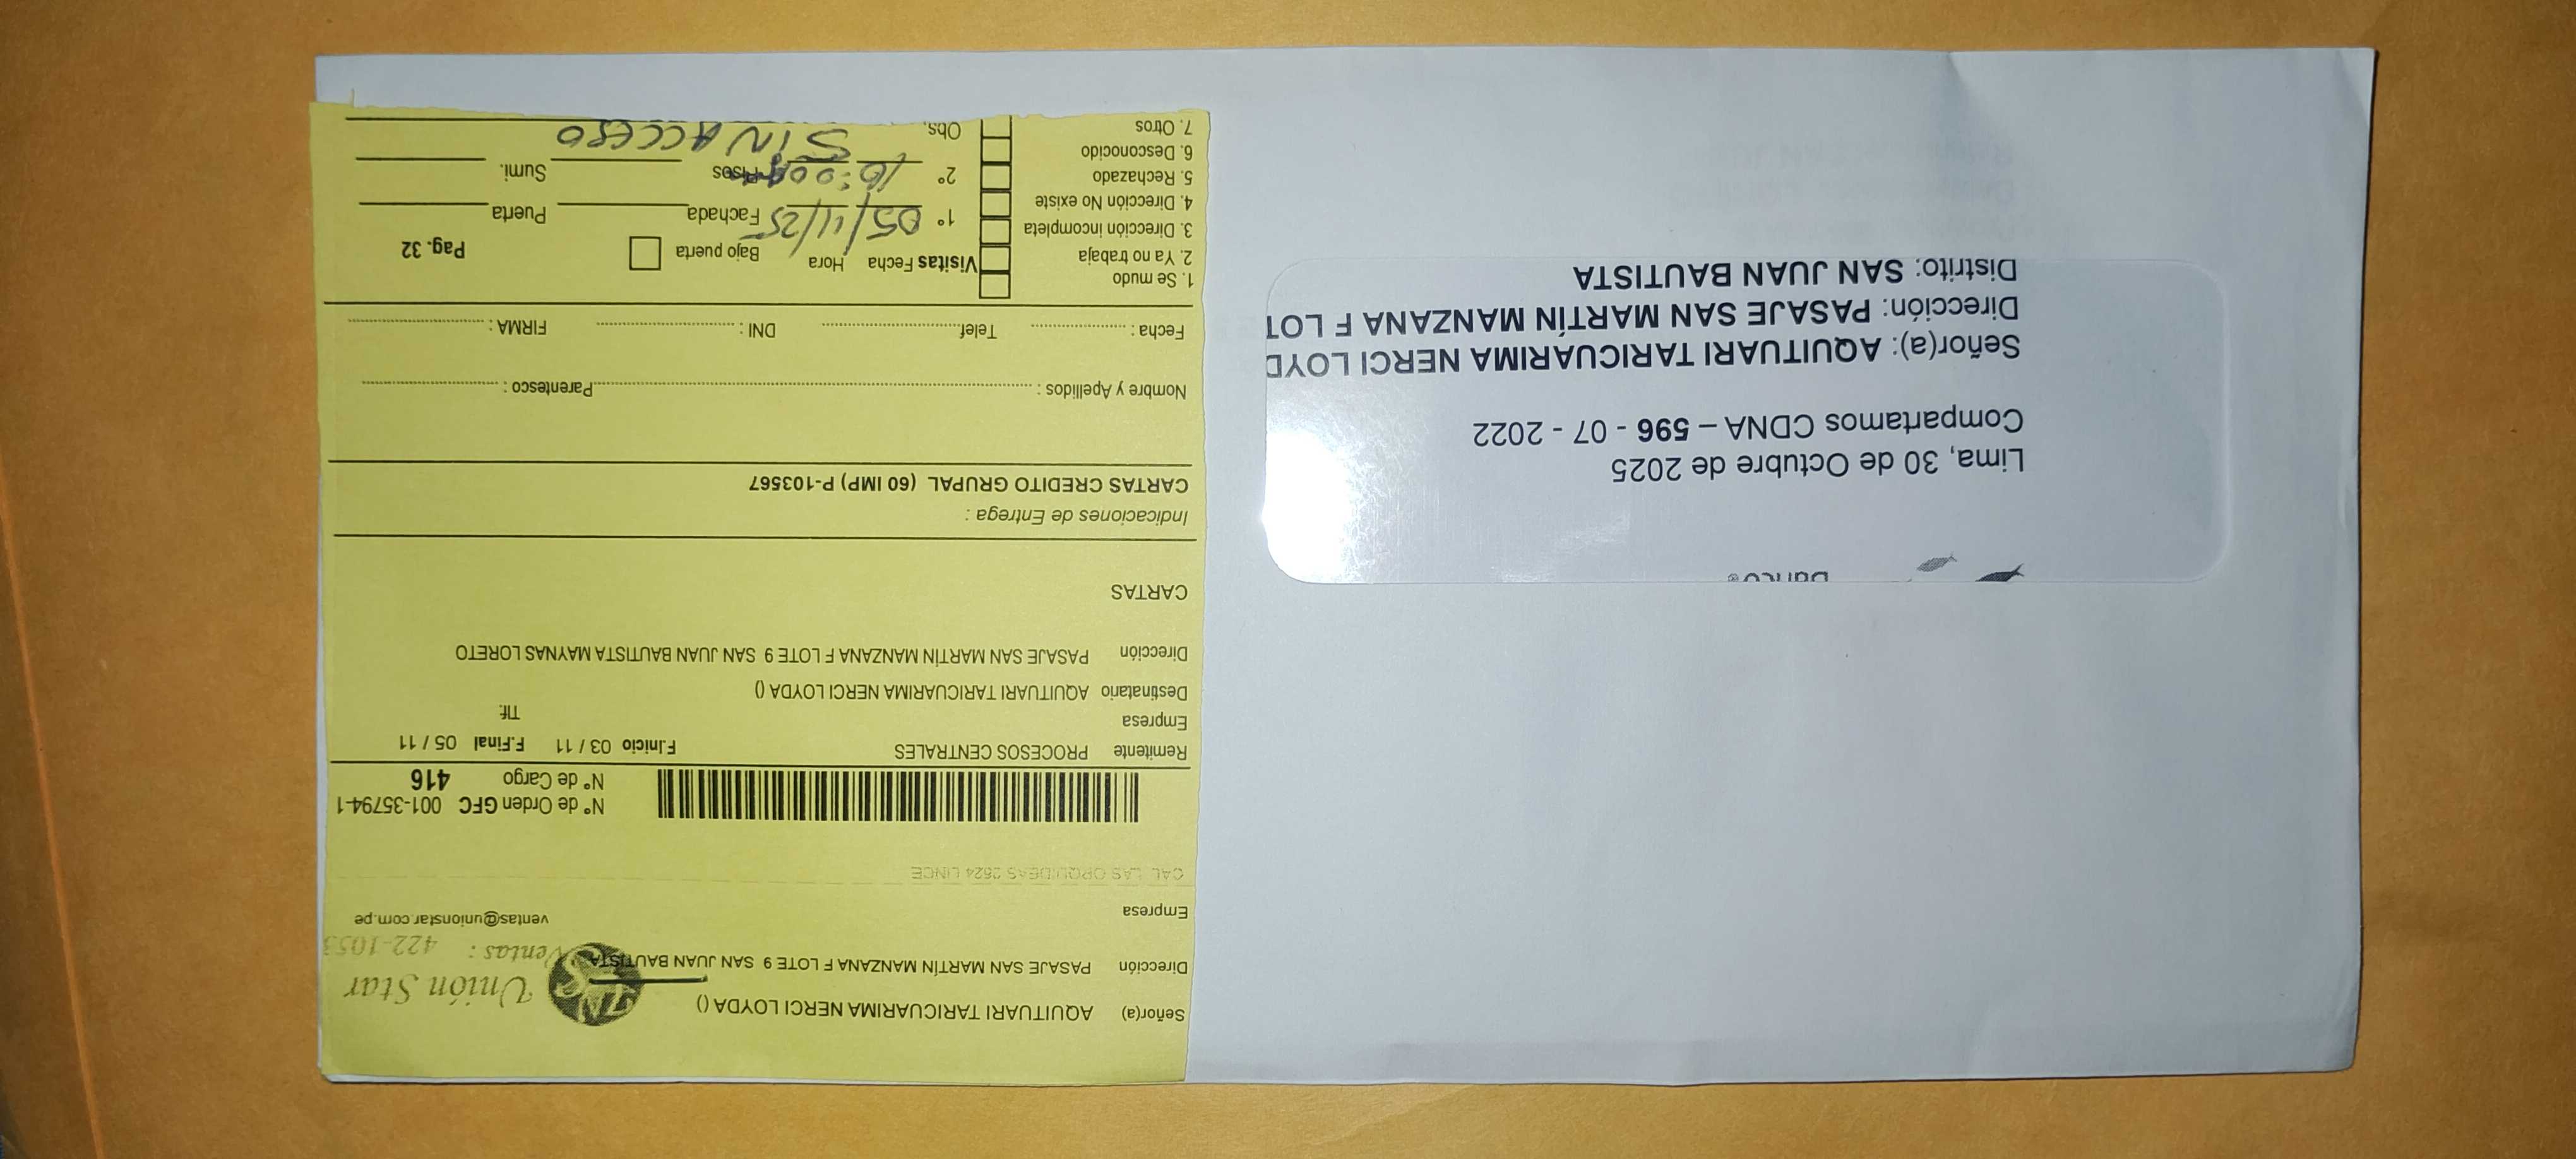 Banco®
Lima, 30 de Octubre de 2025
Compartamos CDNA – 596 - 07 - 2022
Señor(a): AQUITUARI TARICUARIMA NERCI LOYD
Dirección: PASAJE SAN MARTÍN MANZANA F LOT
Distrito: SAN JUAN BAUTISTA
Señor(a) AQUITUARI TARICUARIMA NERCI LOYDA ()
Dirección PASAJE SAN MARTÍN MANZANA F LOTE 9 SAN JUAN BAUTISTA
Unión Star
Ventas : 422-1053
ventas@unionstar.com.pe
Empresa
CAL. LAS ORQUIDEAS 2624 LINCE
N° de Orden GFC 001-35794-1
N° de Cargo 416
Remitente PROCESOS CENTRALES F.Inicio 03 / 11 F.Final 05 / 11
Empresa Tlf:
Destinatario AQUITUARI TARICUARIMA NERCI LOYDA ()
Dirección PASAJE SAN MARTÍN MANZANA F LOTE 9 SAN JUAN BAUTISTA MAYNAS LORETO
CARTAS
Indicaciones de Entrega :
CARTAS CREDITO GRUPAL (60 IMP) P-103567
Nombre y Apellidos : Parentesco :
Fecha : Telef. DNI : FIRMA :
1. Se mudo
2. Ya no trabaja
3. Dirección incompleta
4. Dirección No existe
5. Rechazado
6. Desconocido
7. Otros
Visitas Fecha Hora Bajo puerta Pag. 32
1° 05/11/25 Fachada Puerta
2° 10:00 Pisos Sumi.
Obs. SIN ACCESO